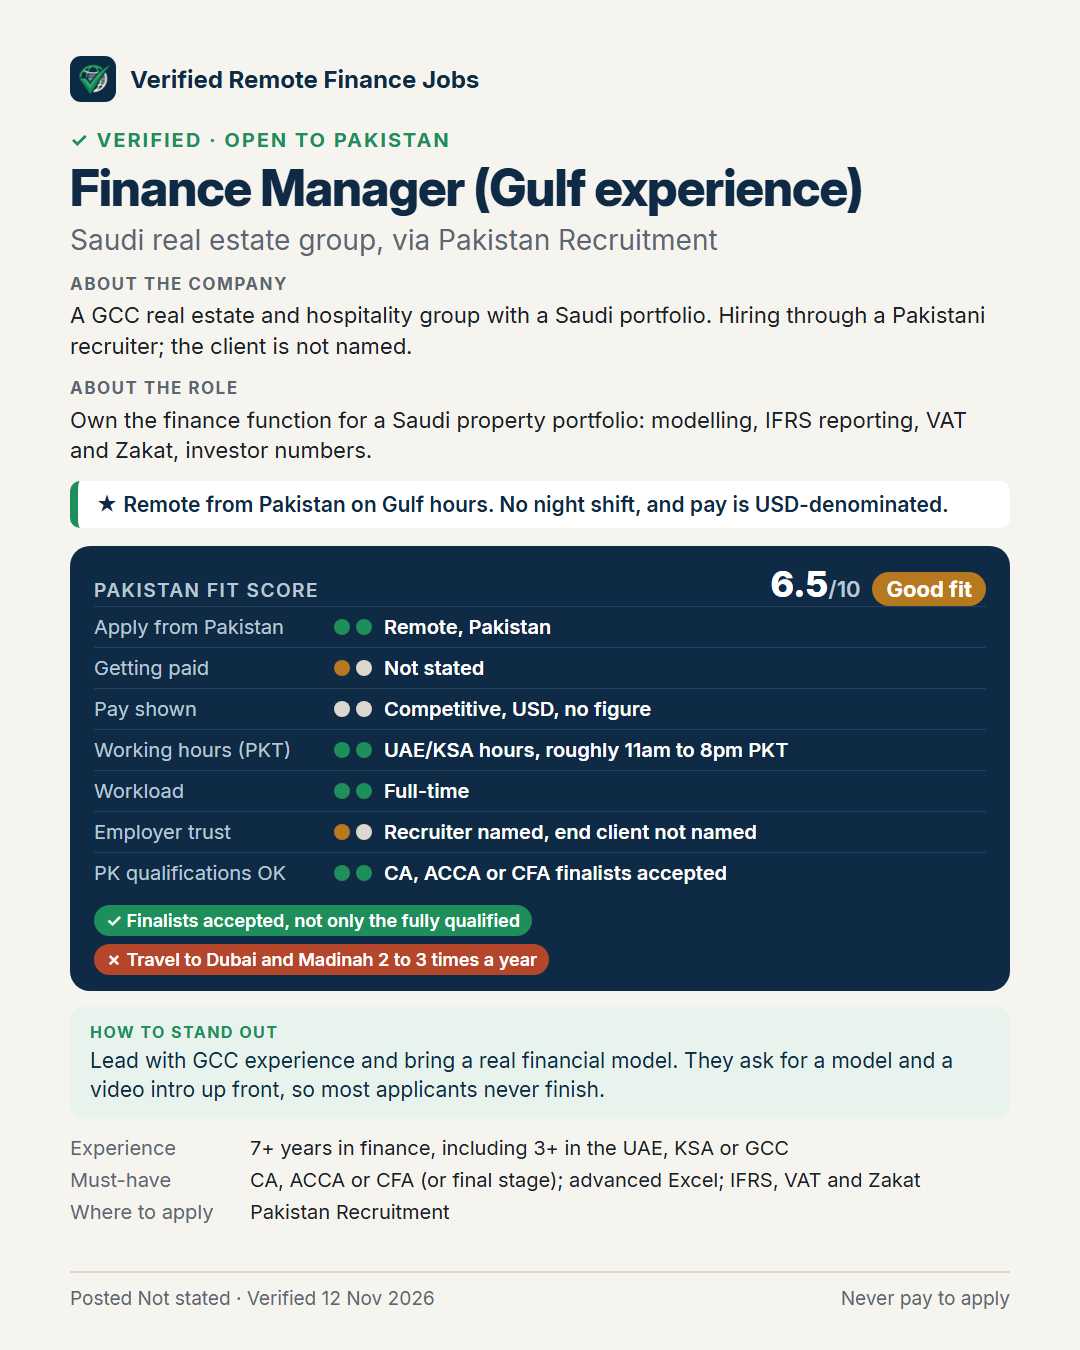 Verified Remote Finance Jobs
✓ VERIFIED · OPEN TO PAKISTAN
Finance Manager (Gulf experience)
Saudi real estate group, via Pakistan Recruitment
ABOUT THE COMPANY
A GCC real estate and hospitality group with a Saudi portfolio. Hiring through a Pakistani
recruiter; the client is not named.
ABOUT THE ROLE
Own the finance function for a Saudi property portfolio: modelling, IFRS reporting, VAT
and Zakat, investor numbers.
★ Remote from Pakistan on Gulf hours. No night shift, and pay is USD-denominated.
PAKISTAN FIT SCORE 6.5/10 Good fit
Apply from Pakistan Remote, Pakistan
Getting paid Not stated
Pay shown Competitive, USD, no figure
Working hours (PKT) UAE/KSA hours, roughly 11am to 8pm PKT
Workload Full-time
Employer trust Recruiter named, end client not named
PK qualifications OK CA, ACCA or CFA finalists accepted
✓ Finalists accepted, not only the fully qualified
× Travel to Dubai and Madinah 2 to 3 times a year
HOW TO STAND OUT
Lead with GCC experience and bring a real financial model. They ask for a model and a
video intro up front, so most applicants never finish.
Experience 7+ years in finance, including 3+ in the UAE, KSA or GCC
Must-have CA, ACCA or CFA (or final stage); advanced Excel; IFRS, VAT and Zakat
Where to apply Pakistan Recruitment
Posted Not stated · Verified 12 Nov 2026 Never pay to apply